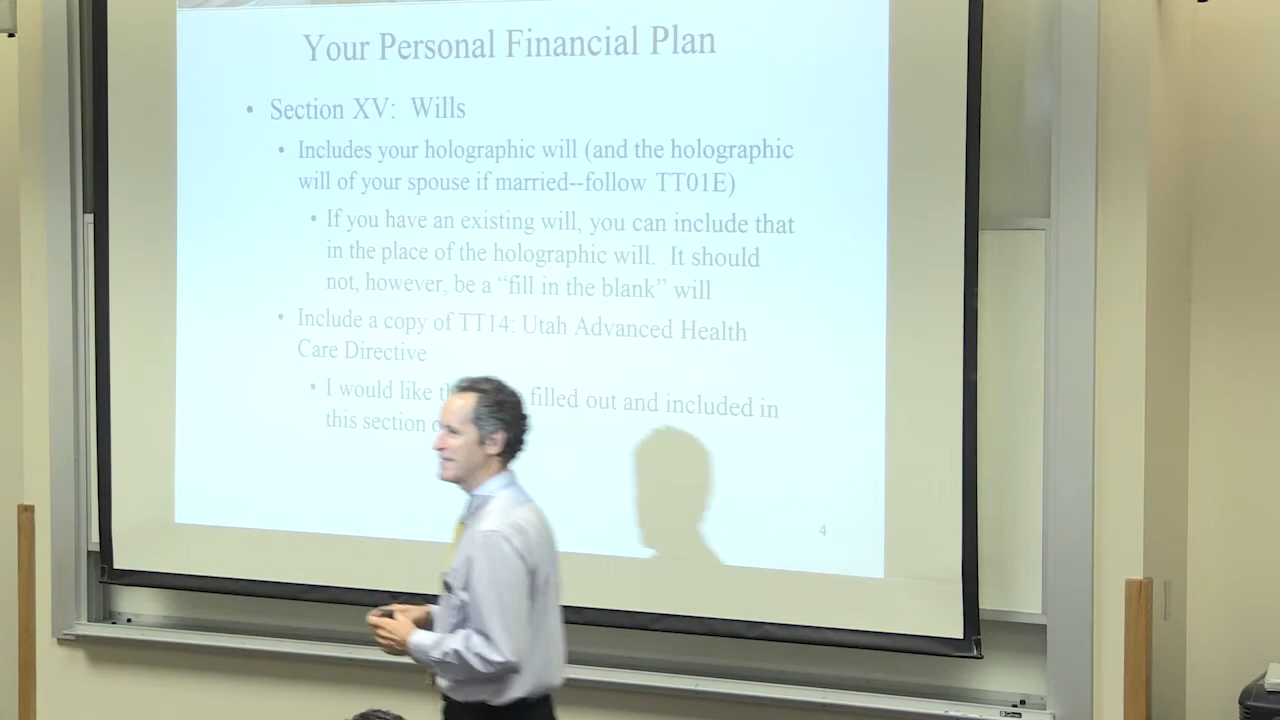 Your Personal Financial Plan
• Section XV: Wills
• Includes your holographic will (and the holographic
will of your spouse if married--follow TT01E)
• If you have an existing will, you can include that
in the place of the holographic will. It should
not, however, be a “fill in the blank” will
• Include a copy of TT14: Utah Advanced Health
Care Directive
• I would like filled out and included in
this section
4